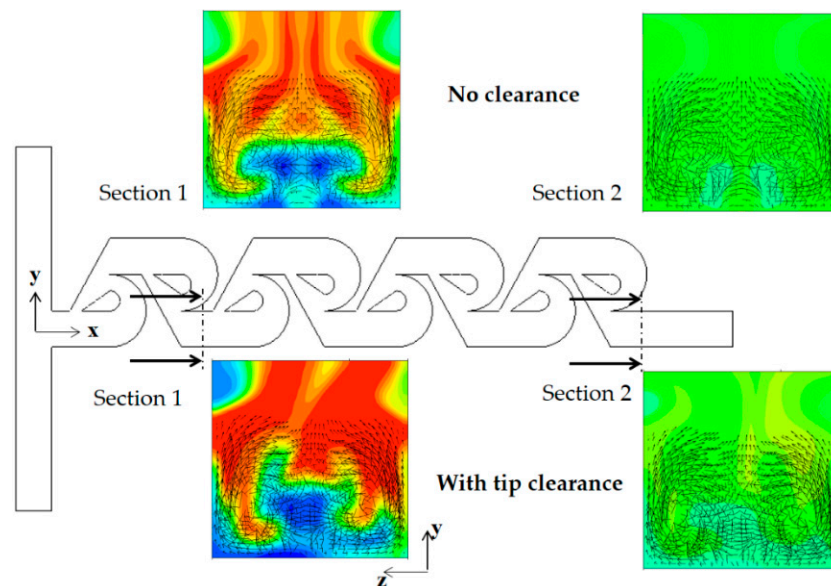 No clearance
Section 1
Section 2
y
x
Section 1
Section 2
With tip clearance
y
z